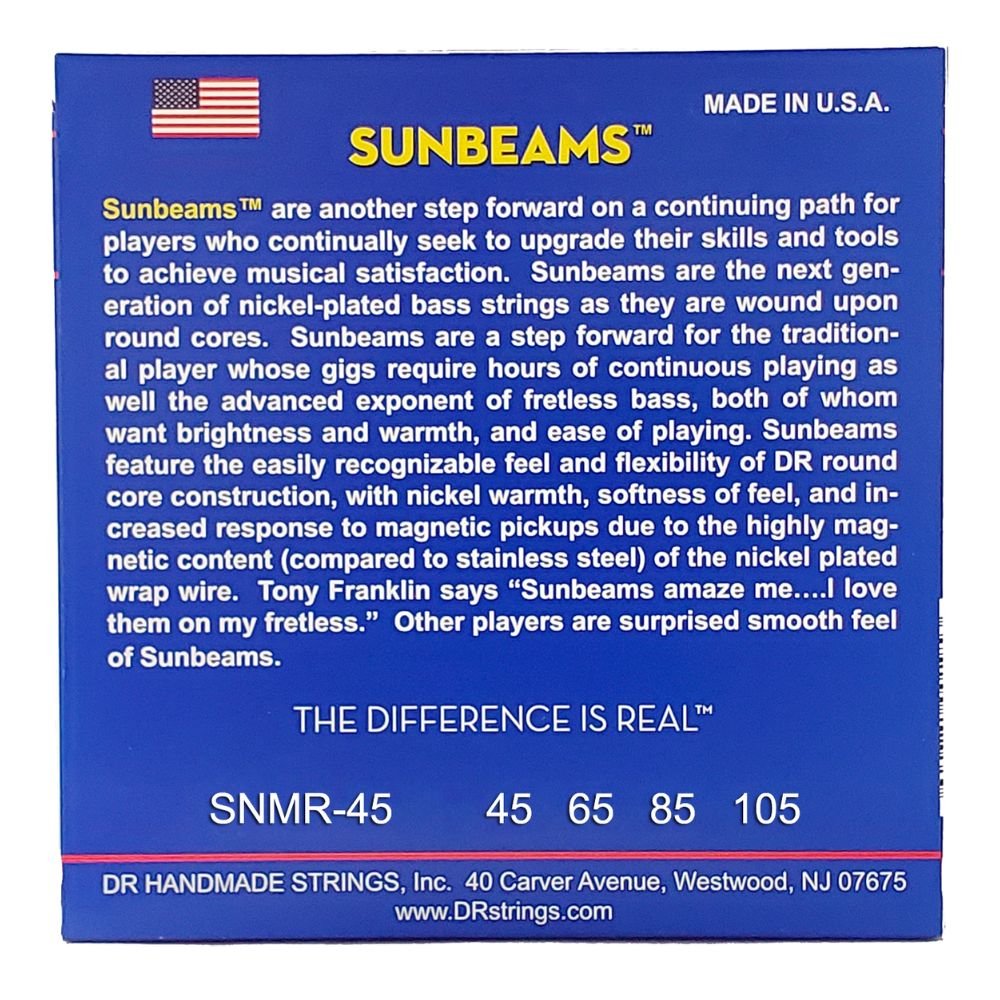 MADE IN U.S.A.
SUNBEAMS™
Sunbeams™ are another step forward on a continuing path for
players who continually seek to upgrade their skills and tools
to achieve musical satisfaction.  Sunbeams are the next gen-
eration of nickel-plated bass strings as they are wound upon
round cores.  Sunbeams are a step forward for the tradition-
al player whose gigs require hours of continuous playing as
well the advanced exponent of fretless bass, both of whom
want brightness and warmth, and ease of playing. Sunbeams
feature the easily recognizable feel and flexibility of DR round
core construction, with nickel warmth, softness of feel, and in-
creased response to magnetic pickups due to the highly mag-
netic content (compared to stainless steel) of the nickel plated
wrap wire.  Tony Franklin says “Sunbeams amaze me....I love
them on my fretless.”  Other players are surprised smooth feel
of Sunbeams.
THE DIFFERENCE IS REAL™
SNMR-45 45 65 85 105
DR HANDMADE STRINGS, Inc.  40 Carver Avenue, Westwood, NJ 07675
www.DRstrings.com